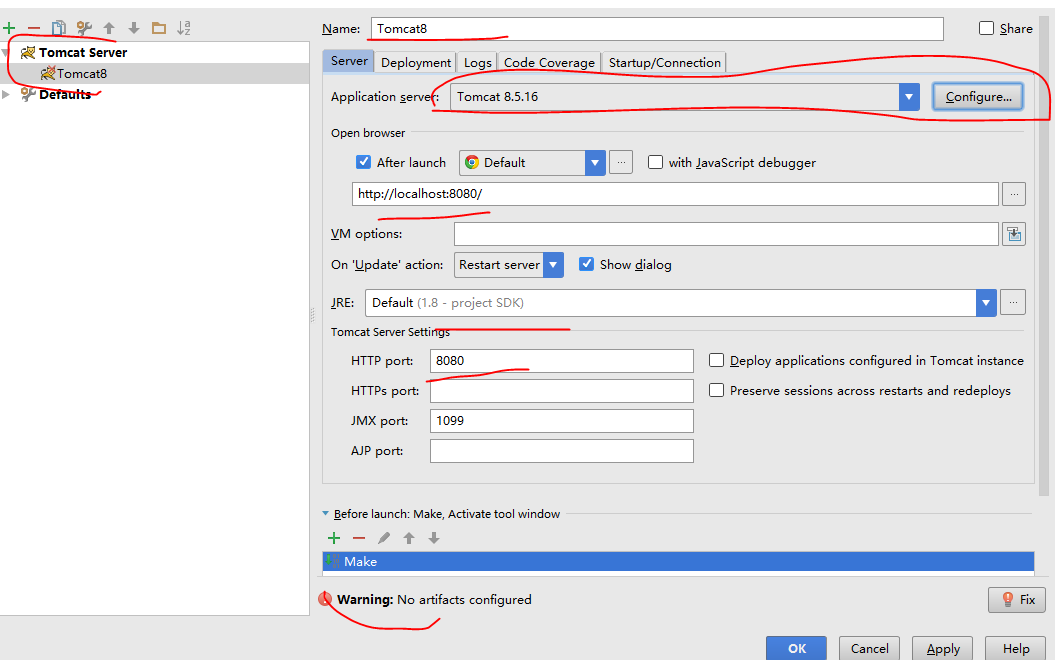 Name: Tomcat8 Share
Tomcat Server
Tomcat8
Defaults
Server Deployment Logs Code Coverage Startup/Connection
Application server: Tomcat 8.5.16 Configure...
Open browser
After launch Default ... with JavaScript debugger
http://localhost:8080/ ...
VM options:
On 'Update' action: Restart server Show dialog
JRE: Default (1.8 - project SDK) ...
Tomcat Server Settings
HTTP port: 8080 Deploy applications configured in Tomcat instance
HTTPs port: Preserve sessions across restarts and redeploys
JMX port: 1099
AJP port:
Before launch: Make, Activate tool window
Make
Warning: No artifacts configured Fix
OK Cancel Apply Help